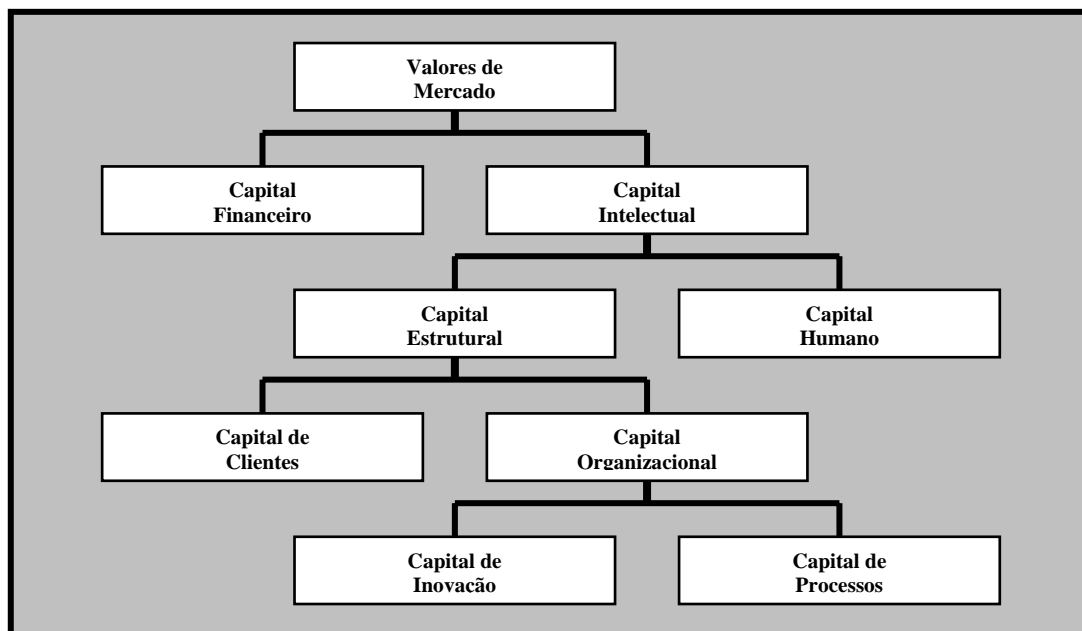 Valores de
Mercado
Capital
Financeiro
Capital
Intelectual
Capital
Estrutural
Capital
Humano
Capital de
Clientes
Capital
Organizacional
Capital de
Inovacão
Capital de
Processos